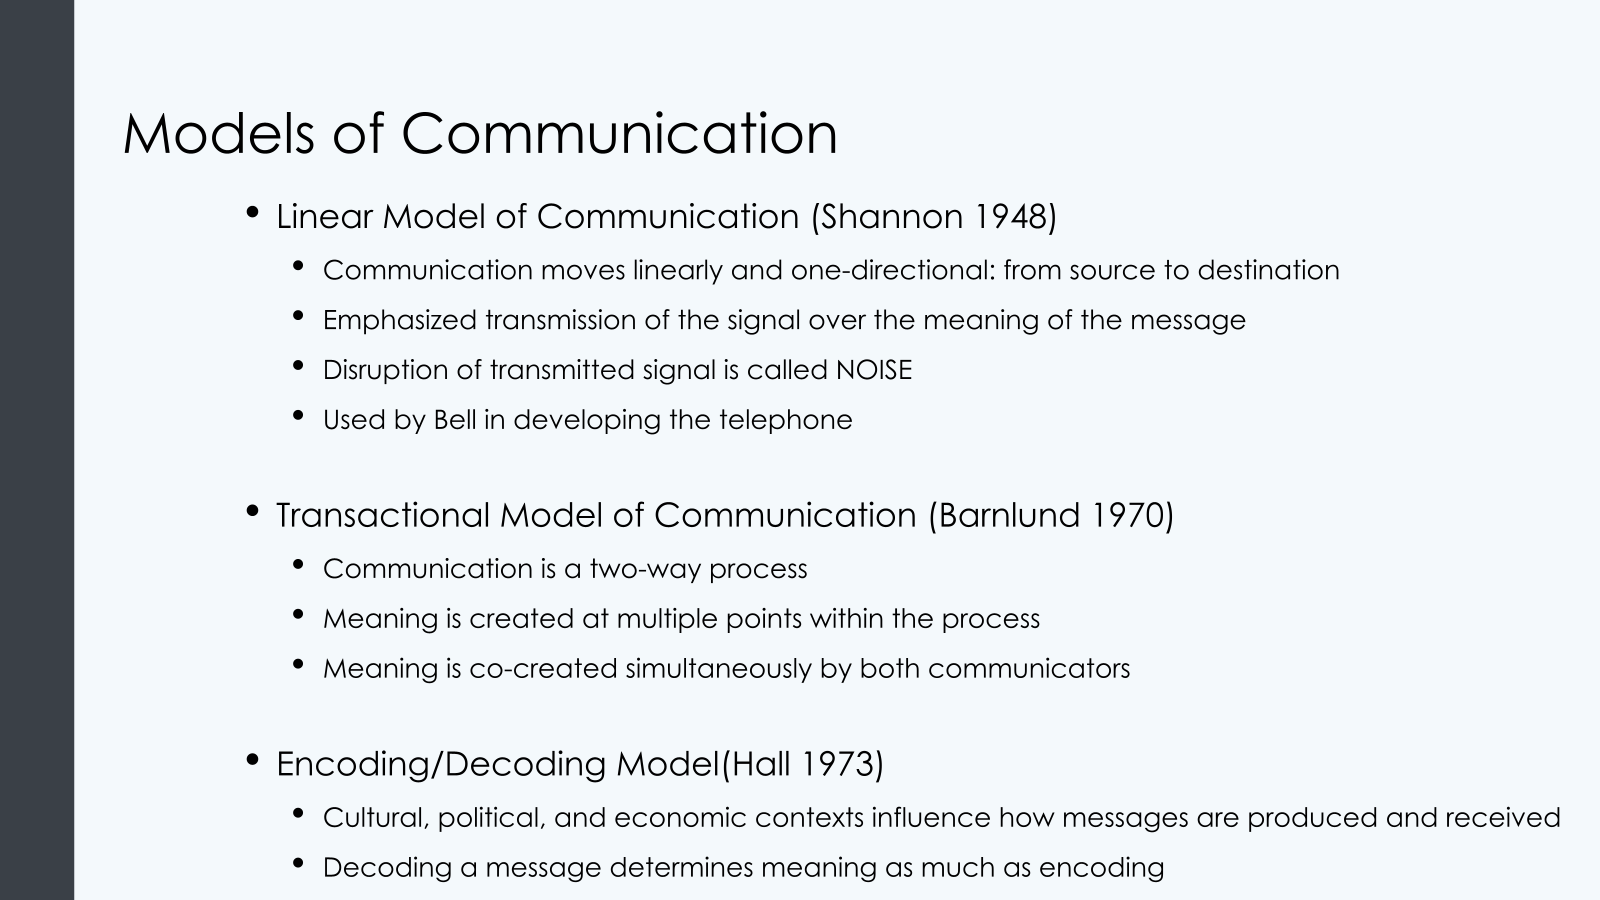 Models of Communication
• Linear Model of Communication (Shannon 1948)
• Communication moves linearly and one-directional: from source to destination
• Emphasized transmission of the signal over the meaning of the message
• Disruption of transmitted signal is called NOISE
• Used by Bell in developing the telephone
• Transactional Model of Communication (Barnlund 1970)
• Communication is a two-way process
• Meaning is created at multiple points within the process
• Meaning is co-created simultaneously by both communicators
• Encoding/Decoding Model(Hall 1973)
• Cultural, political, and economic contexts influence how messages are produced and received
• Decoding a message determines meaning as much as encoding